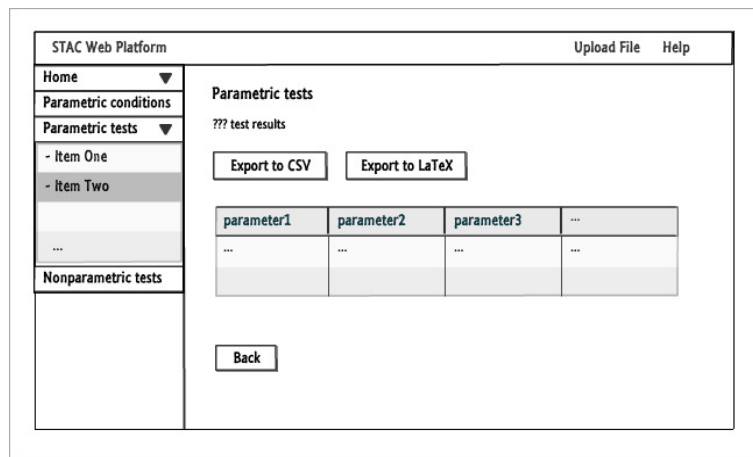 STAC Web Platform
Upload File Help
Home
Parametric conditions
Parametric tests
- Item One
- Item Two
...
Nonparametric tests
Parametric tests
??? test results
Export to CSV Export to LaTeX
parameter1 parameter2 parameter3 ...
... ... ... ...
Back